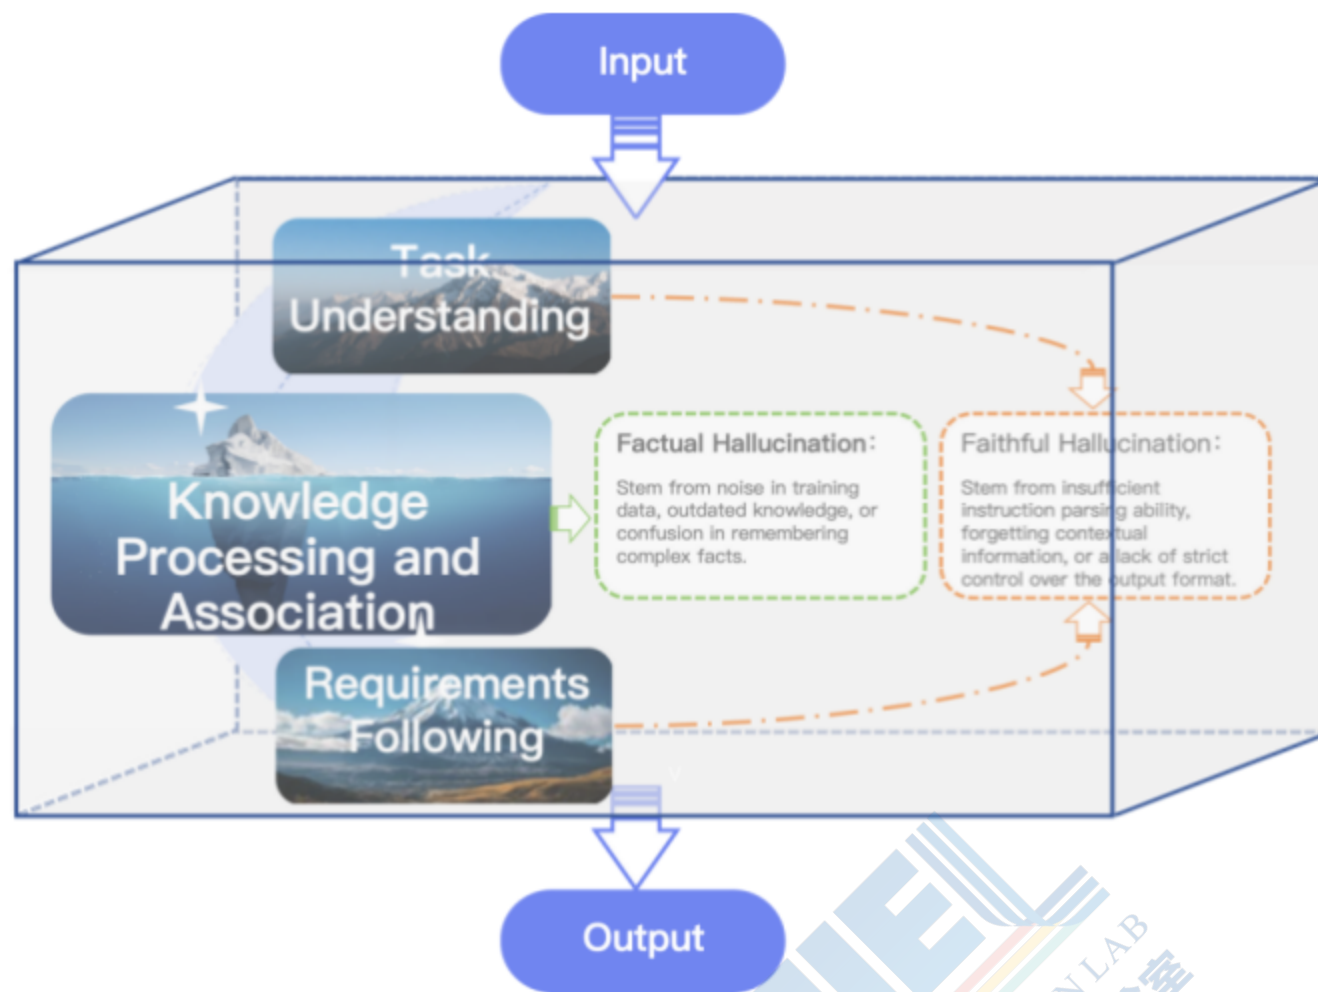 Input
Task
Understanding
Knowledge
Processing and
Association
Factual Hallucination:
Stem from noise in training
data, outdated knowledge, or
confusion in remembering
complex facts.
Faithful Hallucination:
Stem from insufficient
instruction parsing ability,
forgetting contextual
information, or a lack of strict
control over the output format.
Requirements
Following
Output
LAB